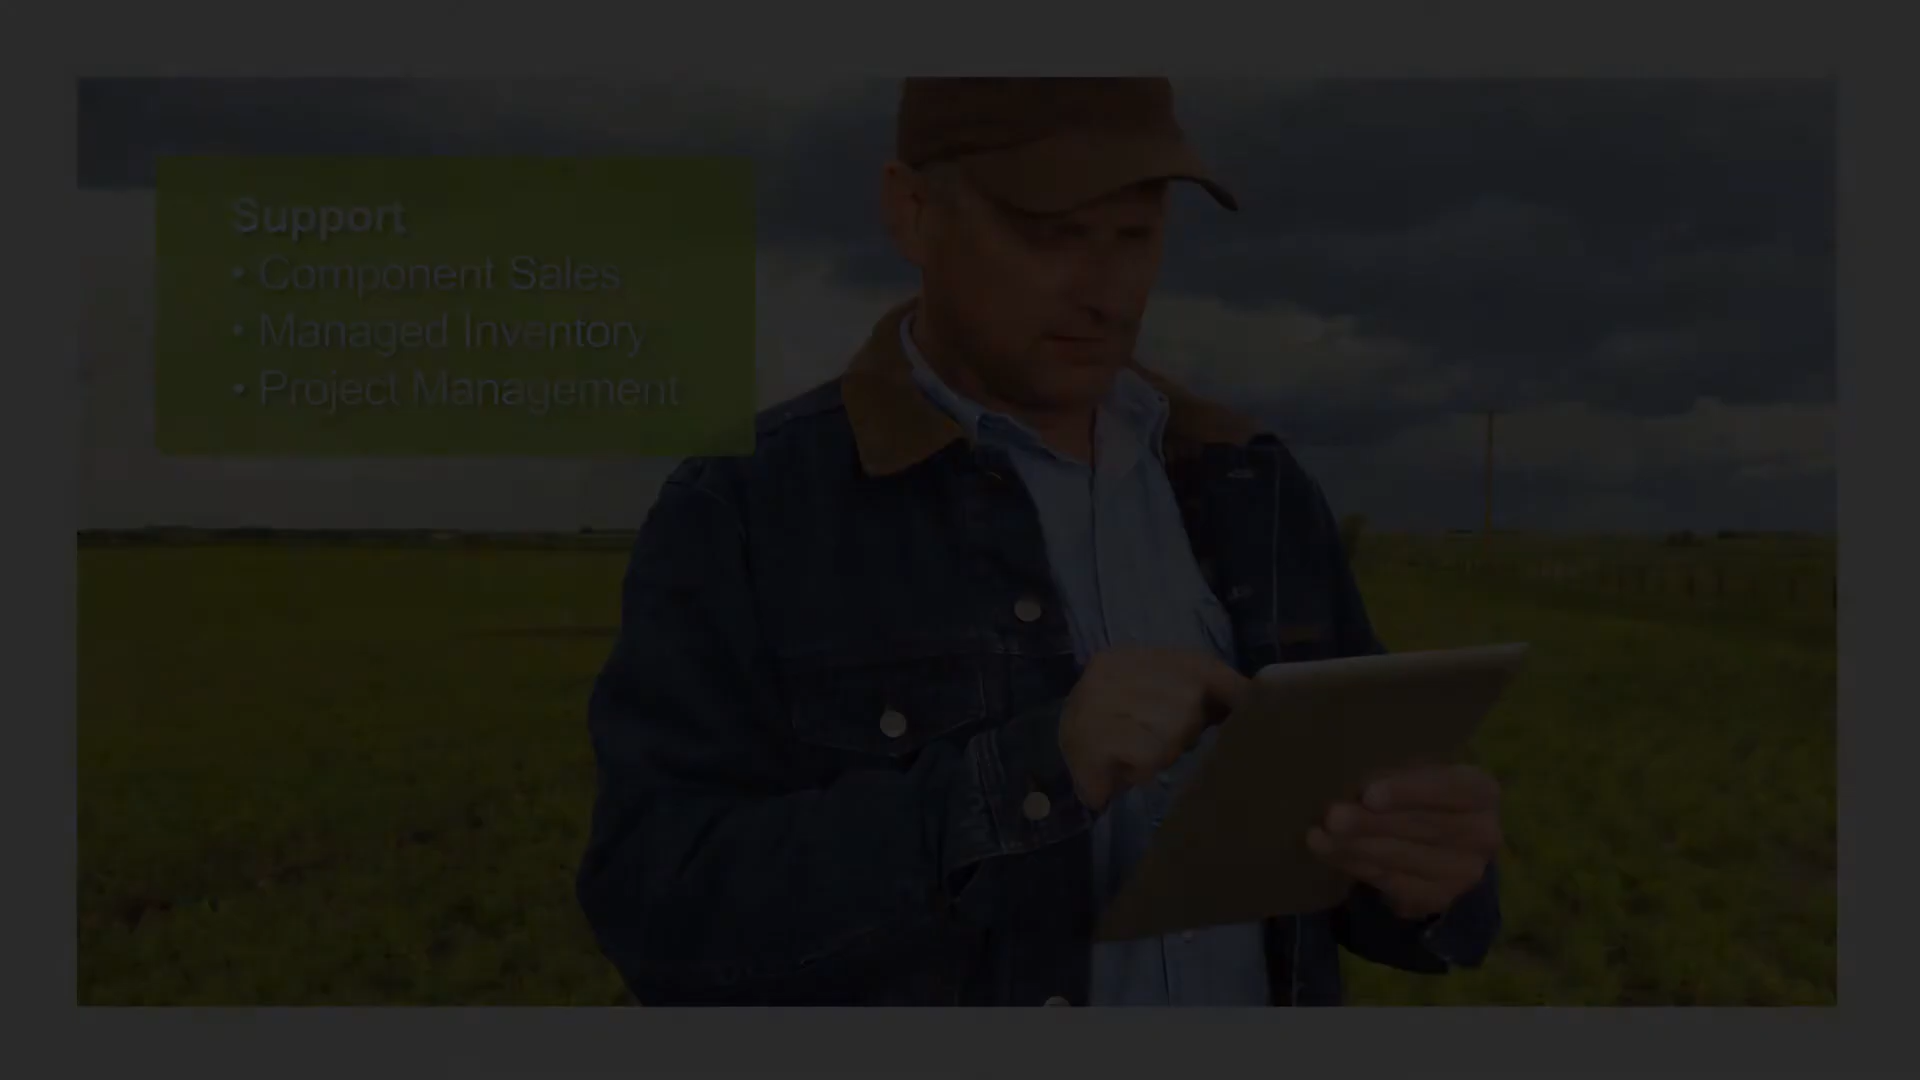 Support
• Component Sales
• Managed Inventory
• Project Management